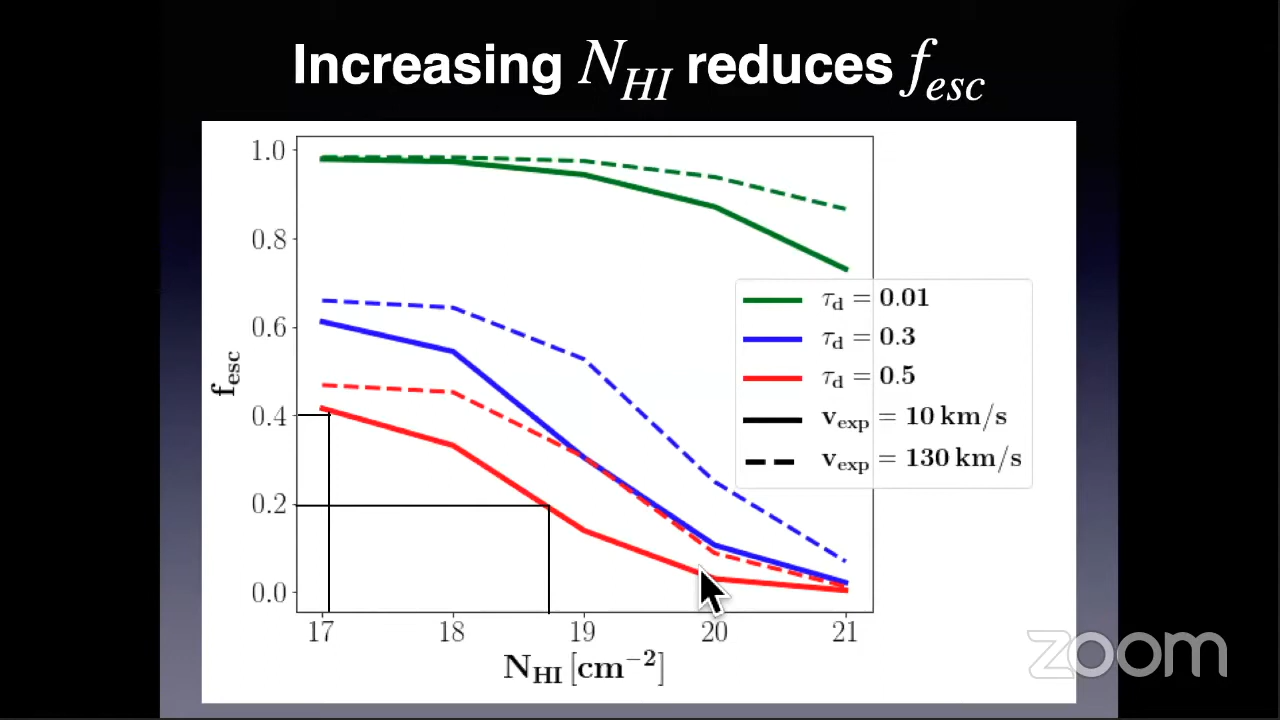 Increasing N_HI reduces f_esc
1.0
0.8
0.6
0.4
0.2
0.0
f_esc
17 18 19 20 21
N_HI [cm⁻²]
τ_d = 0.01
τ_d = 0.3
τ_d = 0.5
v_exp = 10 km/s
v_exp = 130 km/s
zoom